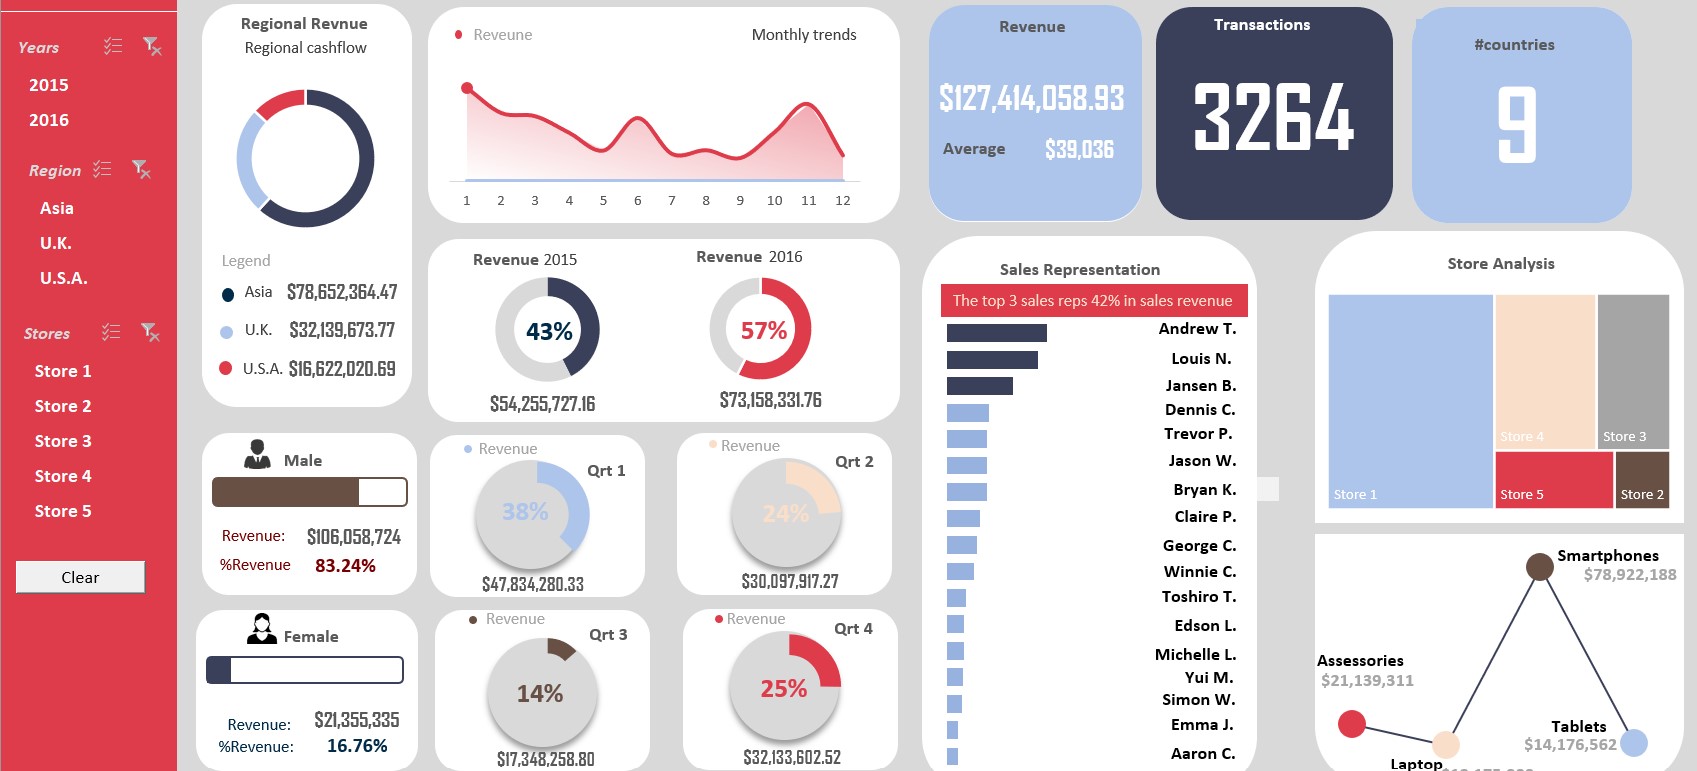 Years
2015
2016
Region
Asia
U.K.
U.S.A.
Stores
Store 1
Store 2
Store 3
Store 4
Store 5
Clear
Regional Revnue
Regional cashflow
Legend
Asia $78,652,364.47
U.K. $32,139,673.77
U.S.A. $16,622,020.69
Reveune
Monthly trends
1 2 3 4 5 6 7 8 9 10 11 12
Revenue 2015
43%
$54,255,727.16
Revenue 2016
57%
$73,158,331.76
Male
Revenue: $106,058,724
%Revenue 83.24%
Female
Revenue: $21,355,335
%Revenue: 16.76%
Revenue
Qrt 1
38%
$47,834,280.33
Revenue
Qrt 2
24%
$30,097,917.27
Revenue
Qrt 3
14%
$17,348,258.80
Revenue
Qrt 4
25%
$32,133,602.52
Revenue
$127,414,058.93
Average $39,036
Transactions
3264
#countries
9
Sales Representation
The top 3 sales reps 42% in sales revenue
Andrew T.
Louis N.
Jansen B.
Dennis C.
Trevor P.
Jason W.
Bryan K.
Claire P.
George C.
Winnie C.
Toshiro T.
Edson L.
Michelle L.
Yui M.
Simon W.
Emma J.
Aaron C.
Store Analysis
Store 1
Store 4
Store 3
Store 5
Store 2
Smartphones
$78,922,188
Assessories
$21,139,311
Tablets
$14,176,562
Laptop